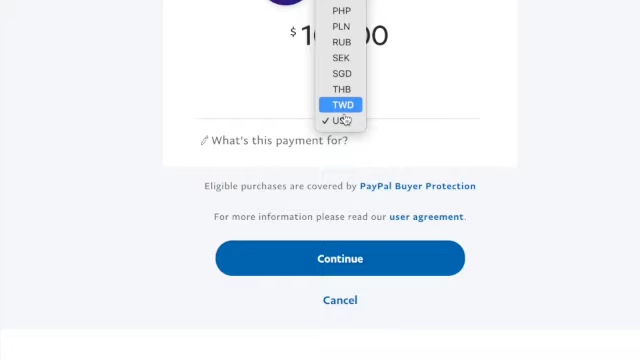 PHP
PLN
$
RUB
SEK
SGD
THB
TWD
✓
What's this payment for?
Eligible purchases are covered by PayPal Buyer Protection
For more information please read our user agreement.
Continue
Cancel